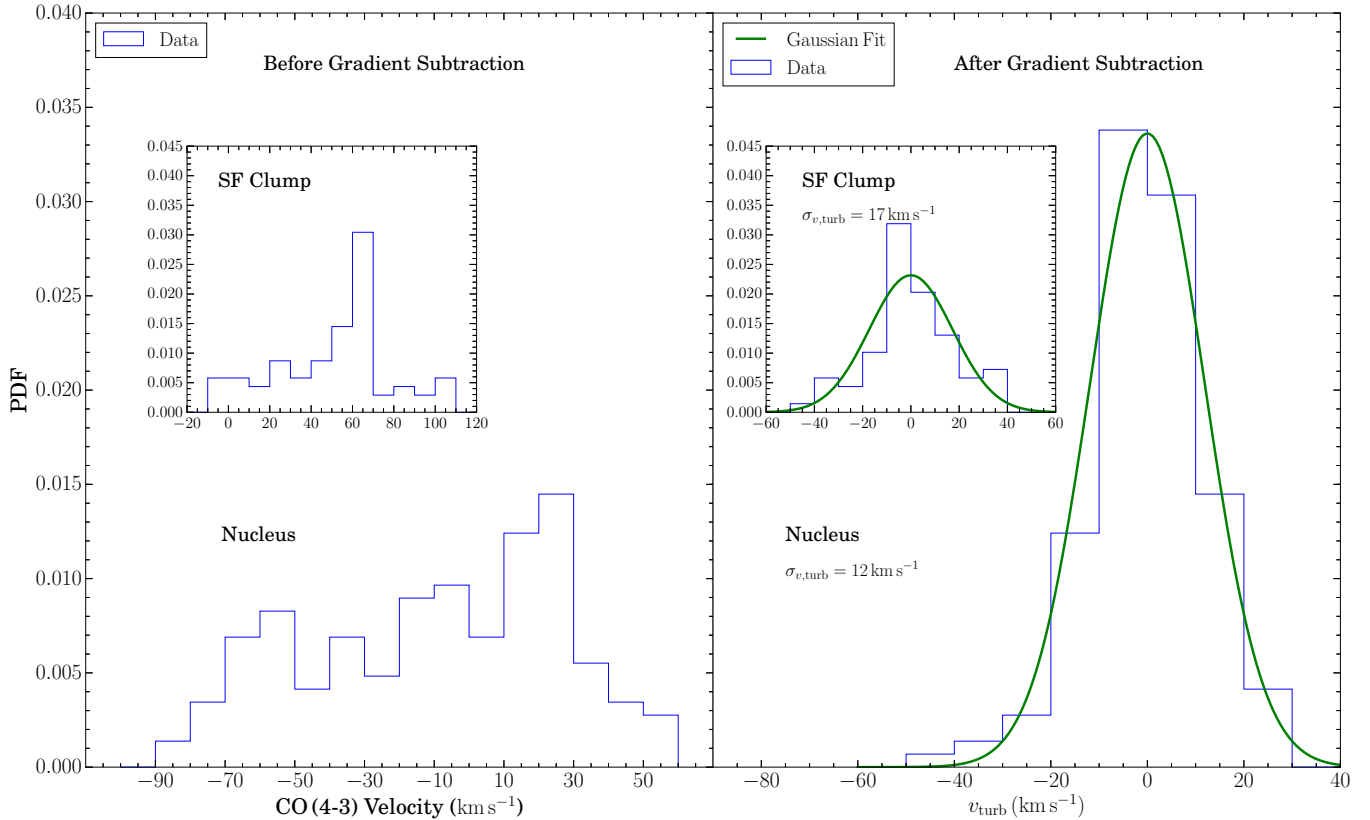 Data
Before Gradient Subtraction
SF Clump
0.045
0.040
0.035
0.030
0.025
0.020
0.015
0.010
0.005
0.000
−20 0 20 40 60 80 100 120
Nucleus
0.040
0.035
0.030
0.025
0.020
0.015
0.010
0.005
0.000
PDF
−90 −70 −50 −30 −10 10 30 50
CO (4-3) Velocity (km s⁻¹)
Gaussian Fit
Data
After Gradient Subtraction
SF Clump
σv,turb = 17 km s⁻¹
0.045
0.040
0.035
0.030
0.025
0.020
0.015
0.010
0.005
0.000
−60 −40 −20 0 20 40 60
Nucleus
σv,turb = 12 km s⁻¹
−80 −60 −40 −20 0 20 40
vturb (km s⁻¹)